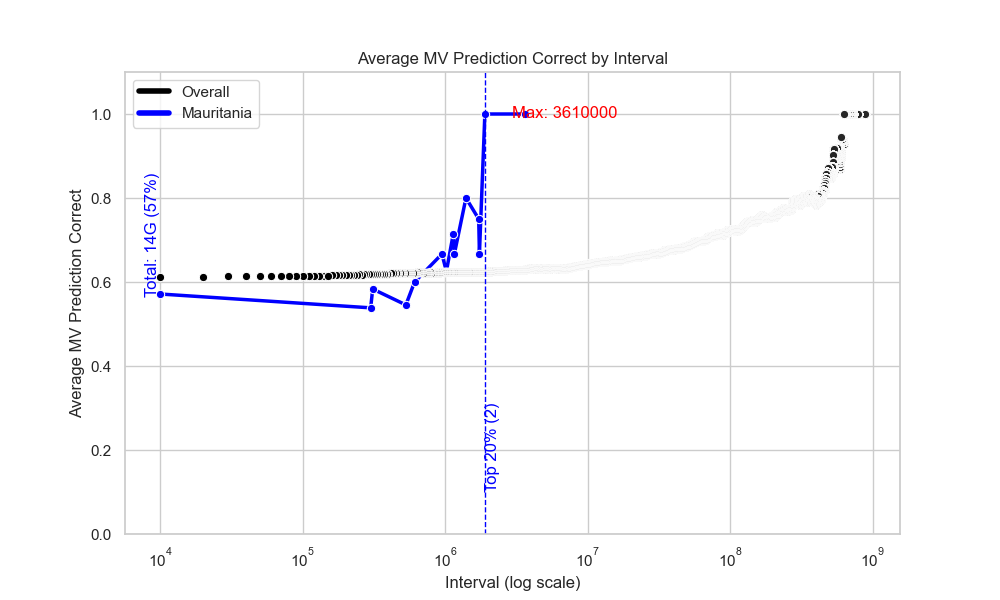 Average MV Prediction Correct by Interval
Overall
Mauritania
Max: 3610000
Total: 14G (57%)
Top 20% (2)
Average MV Prediction Correct
1.0
0.8
0.6
0.4
0.2
0.0
10^4 10^5 10^6 10^7 10^8 10^9
Interval (log scale)